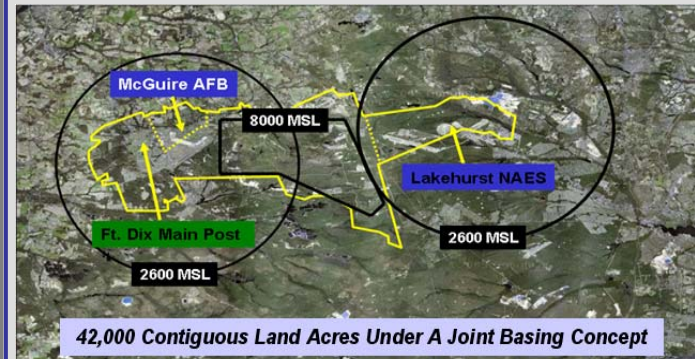 McGuire AFB
8000 MSL
Lakehurst NAES
Ft. Dix Main Post
2600 MSL
2600 MSL
42,000 Contiguous Land Acres Under A Joint Basing Concept